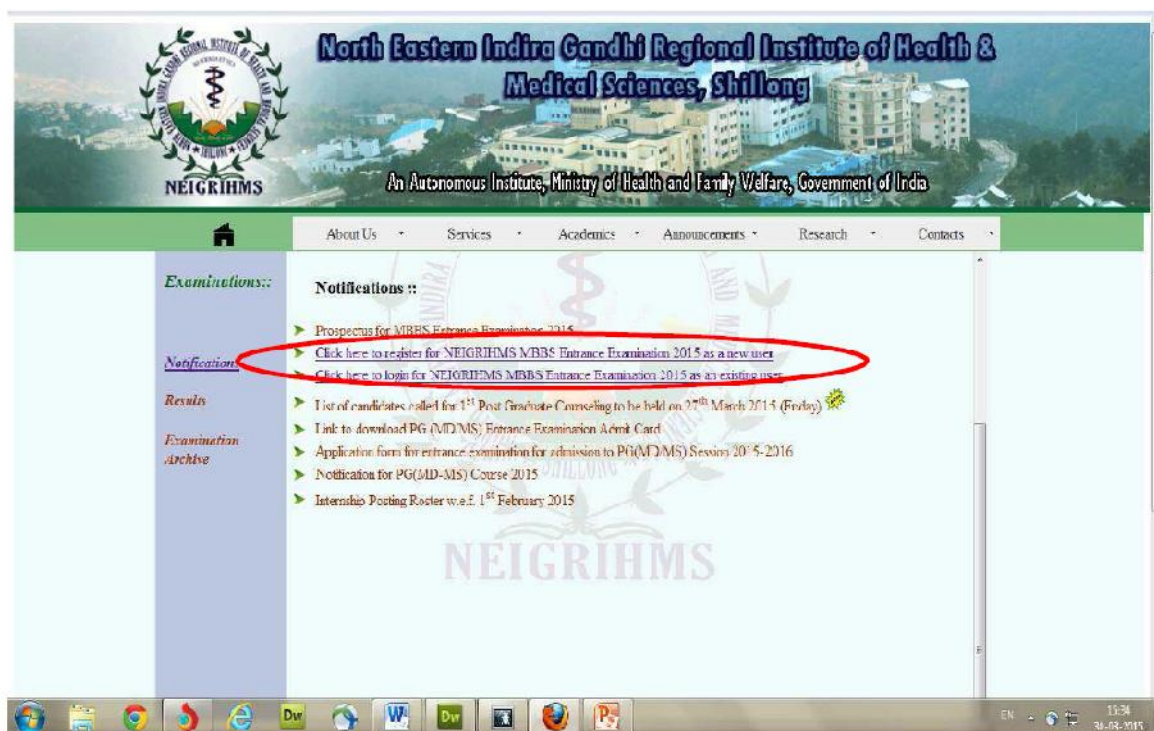 North Eastern Indira Gandhi Regional Institute of Health &
Medical Sciences, Shillong
An Autonomous Institute, Ministry of Health and Family Welfare, Government of India
NEIGRIHMS
About Us
Services
Academics
Announcements
Research
Contacts
Examinations::
Notifications
Results
Examination
Archive
Notifications ::
Prospectus for MBBS Entrance Examination 2015
Click here to register for NEIGRIHMS MBBS Entrance Examination 2015 as a new user
Click here to login for NEIGRIHMS MBBS Entrance Examination 2015 as an existing user
List of candidates called for 1st Post Graduate Counseling to be held on 27th March 2015 (Friday)
Link to download PG (MD/MS) Entrance Examination Admit Card
Application form for entrance examination for admission to PG(MD/MS) Session 2015-2016
Notification for PG(MD-MS) Course 2015
Internship Posting Roster w.e.f. 1st February 2015
NEIGRIHMS
Dw
W
Dw
P
EN
15:34
31-03-2015